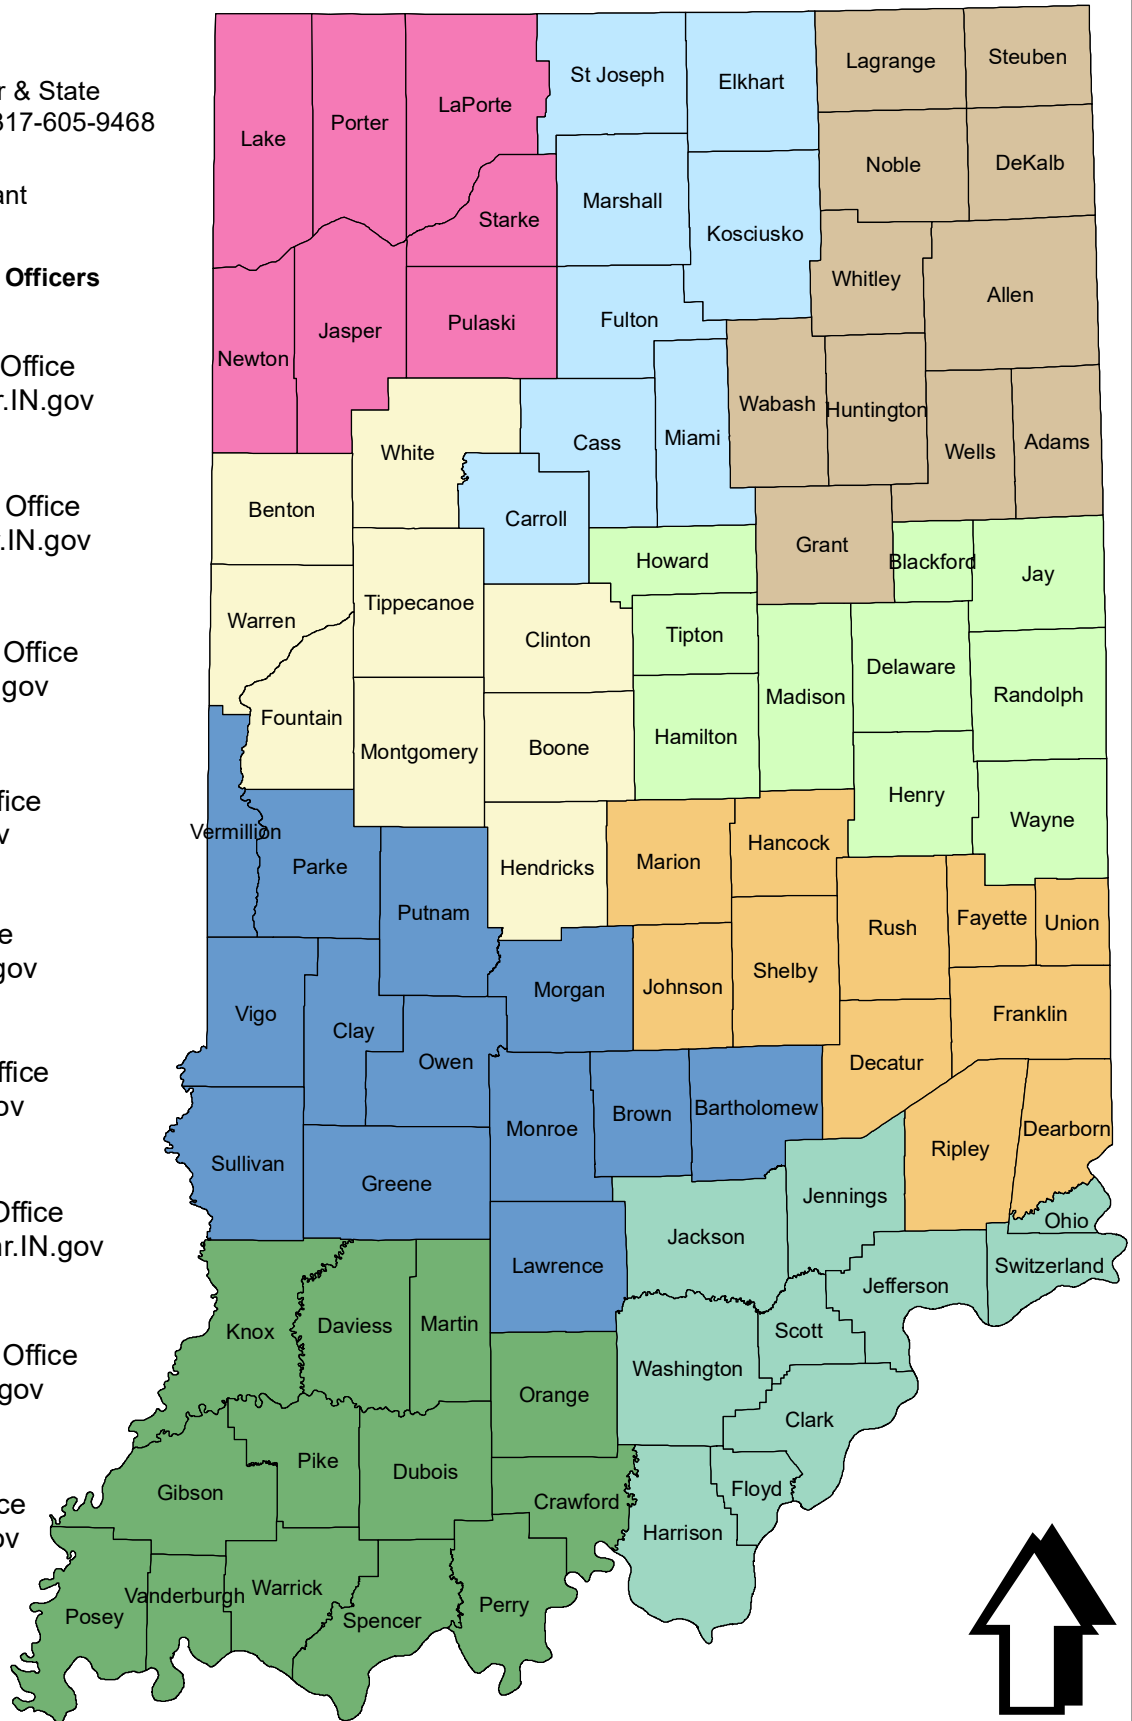 r & State
317-605-9468
ant
Officers
Office
r.IN.gov
Office
r.IN.gov
Office
gov
fice
v
e
gov
ffice
ov
Office
nr.IN.gov
Office
gov
ce
ov
St Joseph
Elkhart
Lagrange
Steuben
Lake
Porter
LaPorte
Noble
DeKalb
Marshall
Starke
Kosciusko
Whitley
Allen
Newton
Jasper
Pulaski
Fulton
Wabash
Huntington
White
Cass
Miami
Wells
Adams
Benton
Carroll
Howard
Grant
Blackford
Jay
Warren
Tippecanoe
Clinton
Tipton
Delaware
Madison
Randolph
Fountain
Montgomery
Boone
Hamilton
Henry
Wayne
Vermillion
Parke
Hendricks
Marion
Hancock
Putnam
Rush
Fayette
Union
Vigo
Clay
Morgan
Johnson
Shelby
Franklin
Owen
Decatur
Monroe
Brown
Bartholomew
Ripley
Dearborn
Sullivan
Greene
Jennings
Ohio
Lawrence
Jackson
Jefferson
Switzerland
Knox
Daviess
Martin
Scott
Washington
Orange
Clark
Pike
Dubois
Gibson
Crawford
Floyd
Harrison
Posey
Vanderburgh
Warrick
Spencer
Perry